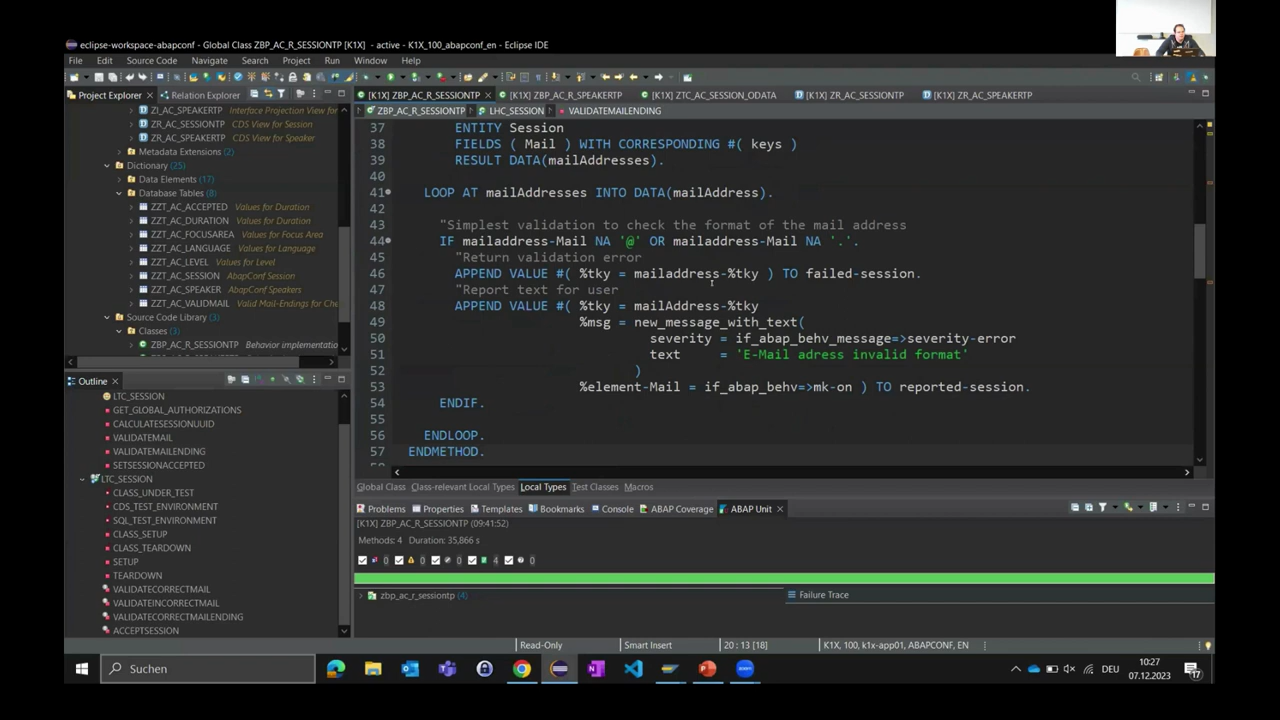 eclipse-workspace-abapconf - Global Class ZBP_AC_R_SESSIONTP [K1X] - active - K1X_100_abapconf_en - Eclipse IDE
File Edit Source Code Navigate Search Project Run Window Help
Project Explorer Relation Explorer
[K1X] ZBP_AC_R_SESSIONTP [K1X] ZBP_AC_R_SPEAKERTP ZTC_AC_SESSION_ODATA [K1X] ZR_AC_SESSIONTP [K1X] ZR_AC_SPEAKERTP
ZBP_AC_R_SESSIONTP LHC_SESSION VALIDATEMAILENDING
ZI_AC_SPEAKERTP Interface Projection View for
ZR_AC_SESSIONTP CDS View for Session
ZR_AC_SPEAKERTP CDS View for Speaker
Metadata Extensions (2)
Dictionary (25)
Data Elements (17)
Database Tables (8)
ZZT_AC_ACCEPTED Values for Duration
ZZT_AC_DURATION Values for Duration
ZZT_AC_FOCUSAREA Values for Focus Area
ZZT_AC_LANGUAGE Values for Language
ZZT_AC_LEVEL Values for Level
ZZT_AC_SESSION AbapConf Session
ZZT_AC_SPEAKER AbapConf Speakers
ZZT_AC_VALIDMAIL Valid Mail-Endings for Che
Source Code Library (3)
Classes (3)
ZBP_AC_R_SESSIONTP Behavior implementatio
Outline
LTC_SESSION
GET_GLOBAL_AUTHORIZATIONS
CALCULATESESSIONUUID
VALIDATEMAIL
VALIDATEMAILENDING
SETSESSIONACCEPTED
LTC_SESSION
CLASS_UNDER_TEST
CDS_TEST_ENVIRONMENT
SQL_TEST_ENVIRONMENT
CLASS_SETUP
CLASS_TEARDOWN
SETUP
TEARDOWN
VALIDATECORRECTMAIL
VALIDATEINCORRECTMAIL
VALIDATECORRECTMAILENDING
ACCEPTSESSION
37 ENTITY Session
38 FIELDS ( Mail ) WITH CORRESPONDING #( keys )
39 RESULT DATA(mailAddresses).
40
41 LOOP AT mailAddresses INTO DATA(mailAddress).
42
43 "Simplest validation to check the format of the mail address
44 IF mailaddress-Mail NA '@' OR mailaddress-Mail NA '.'.
45 "Return validation error
46 APPEND VALUE #( %tky = mailaddress-%tky ) TO failed-session.
47 "Report text for user
48 APPEND VALUE #( %tky = mailAddress-%tky
49 %msg = new_message_with_text(
50 severity = if_abap_behv_message=>severity-error
51 text = 'E-Mail adress invalid format'
52 )
53 %element-Mail = if_abap_behv=>mk-on ) TO reported-session.
54 ENDIF.
55
56 ENDLOOP.
57 ENDMETHOD.
Global Class Class-relevant Local Types Local Types Test Classes Macros
Problems Properties Templates Bookmarks Console ABAP Coverage ABAP Unit
[K1X] ZBP_AC_R_SESSIONTP (09:41:52)
Methods: 4 Duration: 35,866 s
0 0 0 4 0
zbp_ac_r_sessiontp (4)
Failure Trace
Read-Only Smart Insert 20 : 13 [18] K1X, 100, k1x-app01, ABAPCONF, EN
Suchen
DEU
10:27
07.12.2023
17